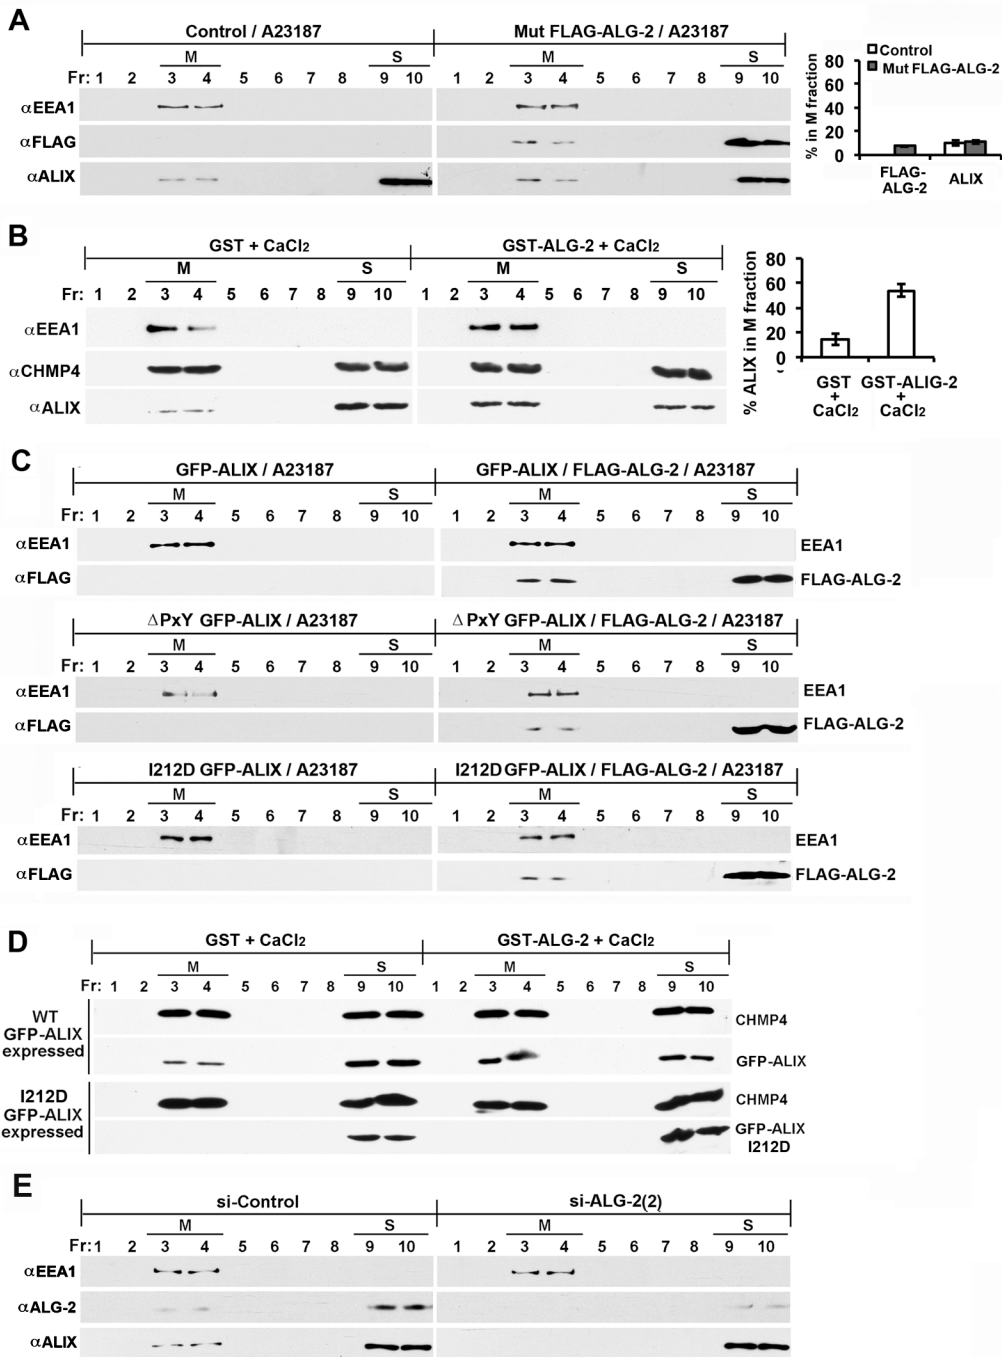 A
Control / A23187 Mut FLAG-ALG-2 / A23187
M S M S
Fr: 1 2 3 4 5 6 7 8 9 10 1 2 3 4 5 6 7 8 9 10
αEEA1
αFLAG
αALIX
Control
Mut FLAG-ALG-2
% in M fraction
80
60
40
20
0
FLAG-ALG-2 ALIX
B
GST + CaCl2 GST-ALG-2 + CaCl2
M S M S
Fr: 1 2 3 4 5 6 7 8 9 10 1 2 3 4 5 6 7 8 9 10
αEEA1
αCHMP4
αALIX
% ALIX in M fraction
80
60
40
20
0
GST GST-ALIG-2
+ +
CaCl2 CaCl2
C
GFP-ALIX / A23187 GFP-ALIX / FLAG-ALG-2 / A23187
M S M S
Fr: 1 2 3 4 5 6 7 8 9 10 1 2 3 4 5 6 7 8 9 10
αEEA1 EEA1
αFLAG FLAG-ALG-2
ΔPxY GFP-ALIX / A23187 ΔPxY GFP-ALIX / FLAG-ALG-2 / A23187
M S M S
Fr: 1 2 3 4 5 6 7 8 9 10 1 2 3 4 5 6 7 8 9 10
αEEA1 EEA1
αFLAG FLAG-ALG-2
I212D GFP-ALIX / A23187 I212D GFP-ALIX / FLAG-ALG-2 / A23187
M S M S
Fr: 1 2 3 4 5 6 7 8 9 10 1 2 3 4 5 6 7 8 9 10
αEEA1 EEA1
αFLAG FLAG-ALG-2
D
GST + CaCl2 GST-ALG-2 + CaCl2
M S M S
Fr: 1 2 3 4 5 6 7 8 9 10 1 2 3 4 5 6 7 8 9 10
WT
GFP-ALIX
expressed
CHMP4
GFP-ALIX
I212D
GFP-ALIX
expressed
CHMP4
GFP-ALIX
I212D
E
si-Control si-ALG-2(2)
M S M S
Fr: 1 2 3 4 5 6 7 8 9 10 1 2 3 4 5 6 7 8 9 10
αEEA1
αALG-2
αALIX